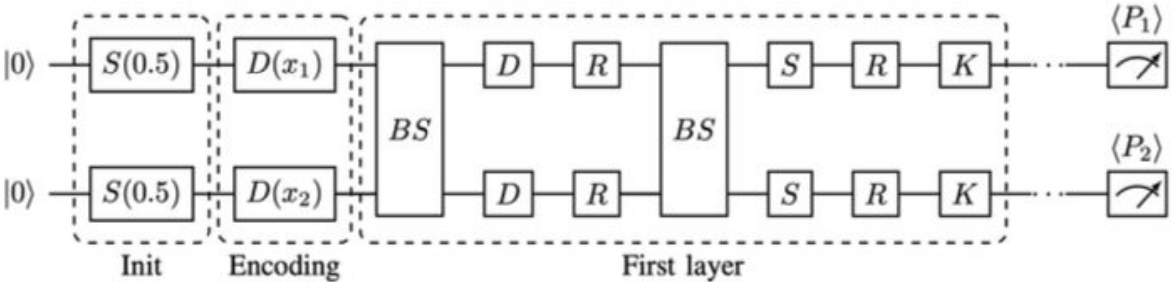 ⟨P₁⟩
|0⟩ S(0.5) D(x₁) D R S R K ···
BS BS
⟨P₂⟩
|0⟩ S(0.5) D(x₂) D R S R K ···
Init Encoding First layer